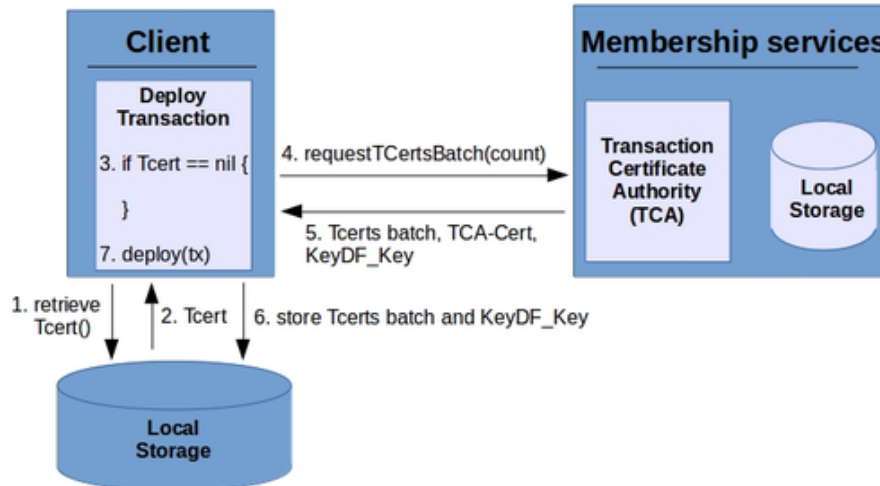 Client
Deploy
Transaction
3. if Tcert == nil {
}
7. deploy(tx)
4. requestTCertsBatch(count)
5. Tcerts batch, TCA-Cert,
KeyDF_Key
Membership services
Transaction
Certificate
Authority
(TCA)
Local
Storage
1. retrieve
Tcert()
2. Tcert
6. store Tcerts batch and KeyDF_Key
Local
Storage